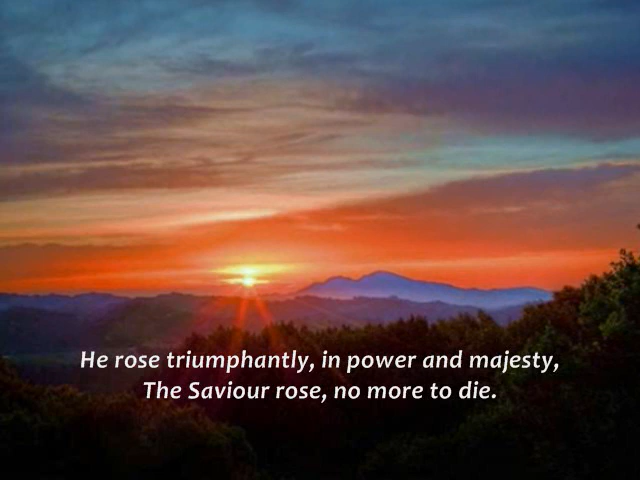 He rose triumphantly, in power and majesty,
The Saviour rose, no more to die.